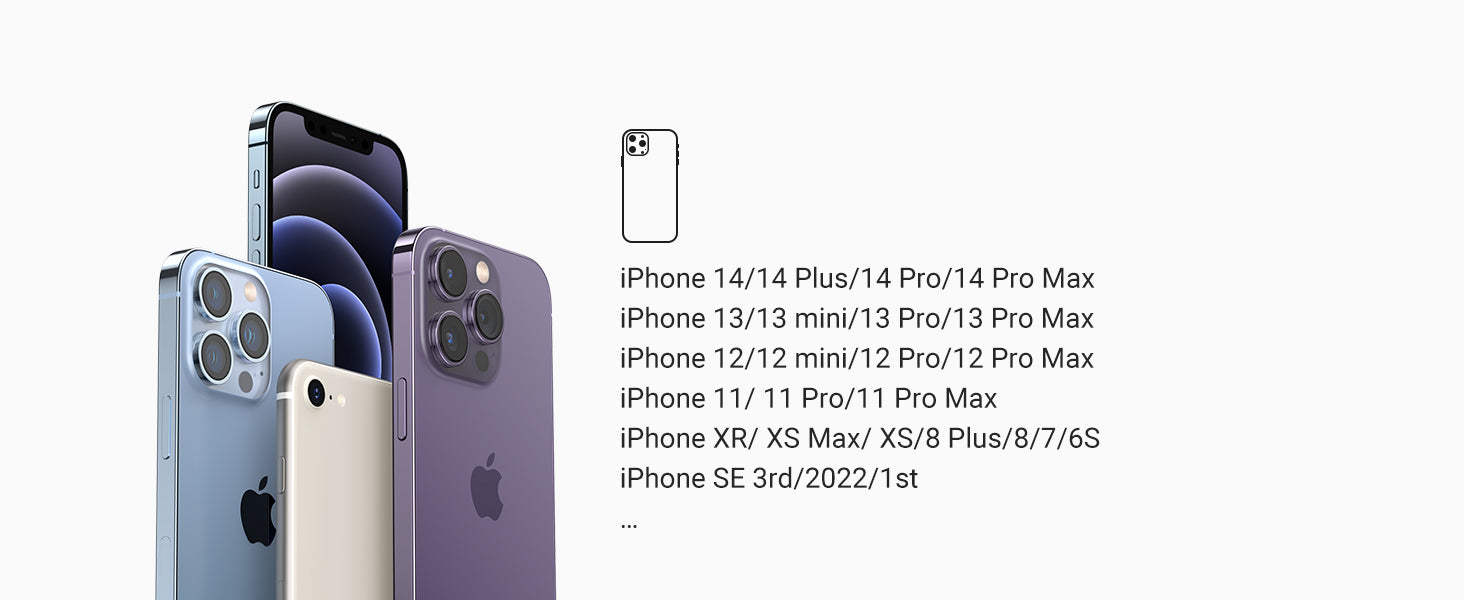 iPhone 14/14 Plus/14 Pro/14 Pro Max
iPhone 13/13 mini/13 Pro/13 Pro Max
iPhone 12/12 mini/12 Pro/12 Pro Max
iPhone 11/ 11 Pro/11 Pro Max
iPhone XR/ XS Max/ XS/8 Plus/8/7/6S
iPhone SE 3rd/2022/1st
...